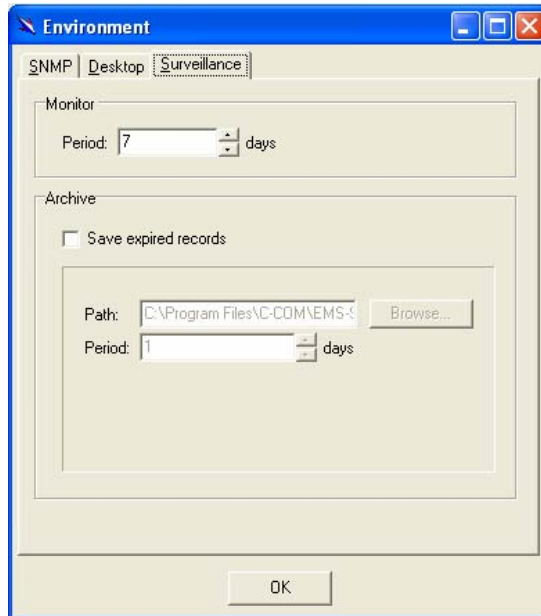 Environment
SNMP Desktop Surveillance
Monitor
Period: 7 days
Archive
Save expired records
Path: C:\Program Files\C-COM\EMS- Browse...
Period: 1 days
OK